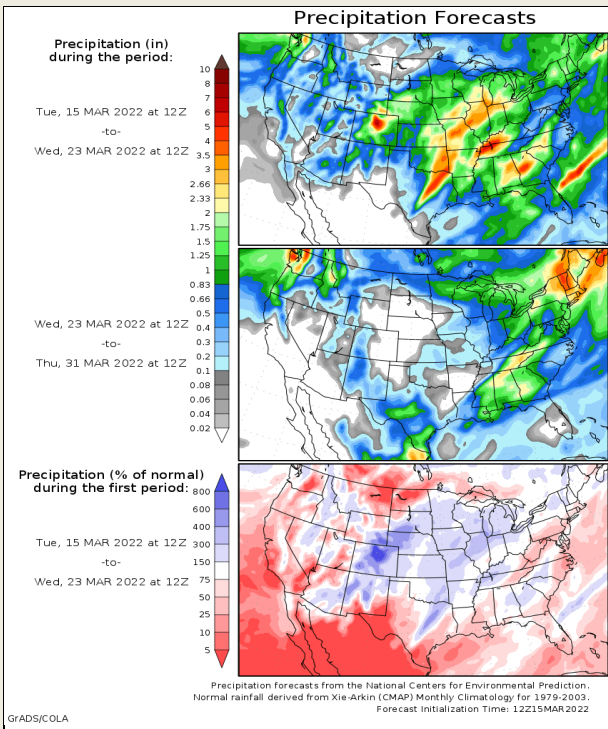 Precipitation Forecasts
Precipitation (in)
during the period:
Tue, 15 MAR 2022 at 12Z
-to-
Wed, 23 MAR 2022 at 12Z
10
8
7
6
5
4
3.5
3
2.66
2.33
2
1.75
1.5
1.25
1
0.83
0.66
0.5
0.4
0.3
0.2
0.1
0.08
0.06
0.04
0.02
Wed, 23 MAR 2022 at 12Z
-to-
Thu, 31 MAR 2022 at 12Z
Precipitation (% of normal)
during the first period:
Tue, 15 MAR 2022 at 12Z
-to-
Wed, 23 MAR 2022 at 12Z
800
600
400
300
150
75
50
25
10
5
Precipitation forecasts from the National Centers for Environmental Prediction.
Normal rainfall derived from Xie-Arkin (CMAP) Monthly Climatology for 1979-2003.
Forecast Initialization Time: 12Z15MAR2022
GrADS/COLA